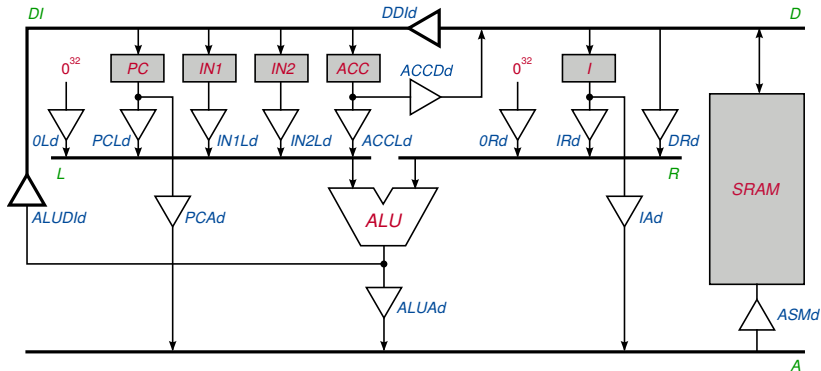 DI DDId D
0³² PC IN1 IN2 ACC ACCDd 0³² I
0Ld PCLd IN1Ld IN2Ld ACCLd 0Rd IRd DRd
L R
SRAM
ALUDId PCAd ALU IAd
ALUAd ASMd
A